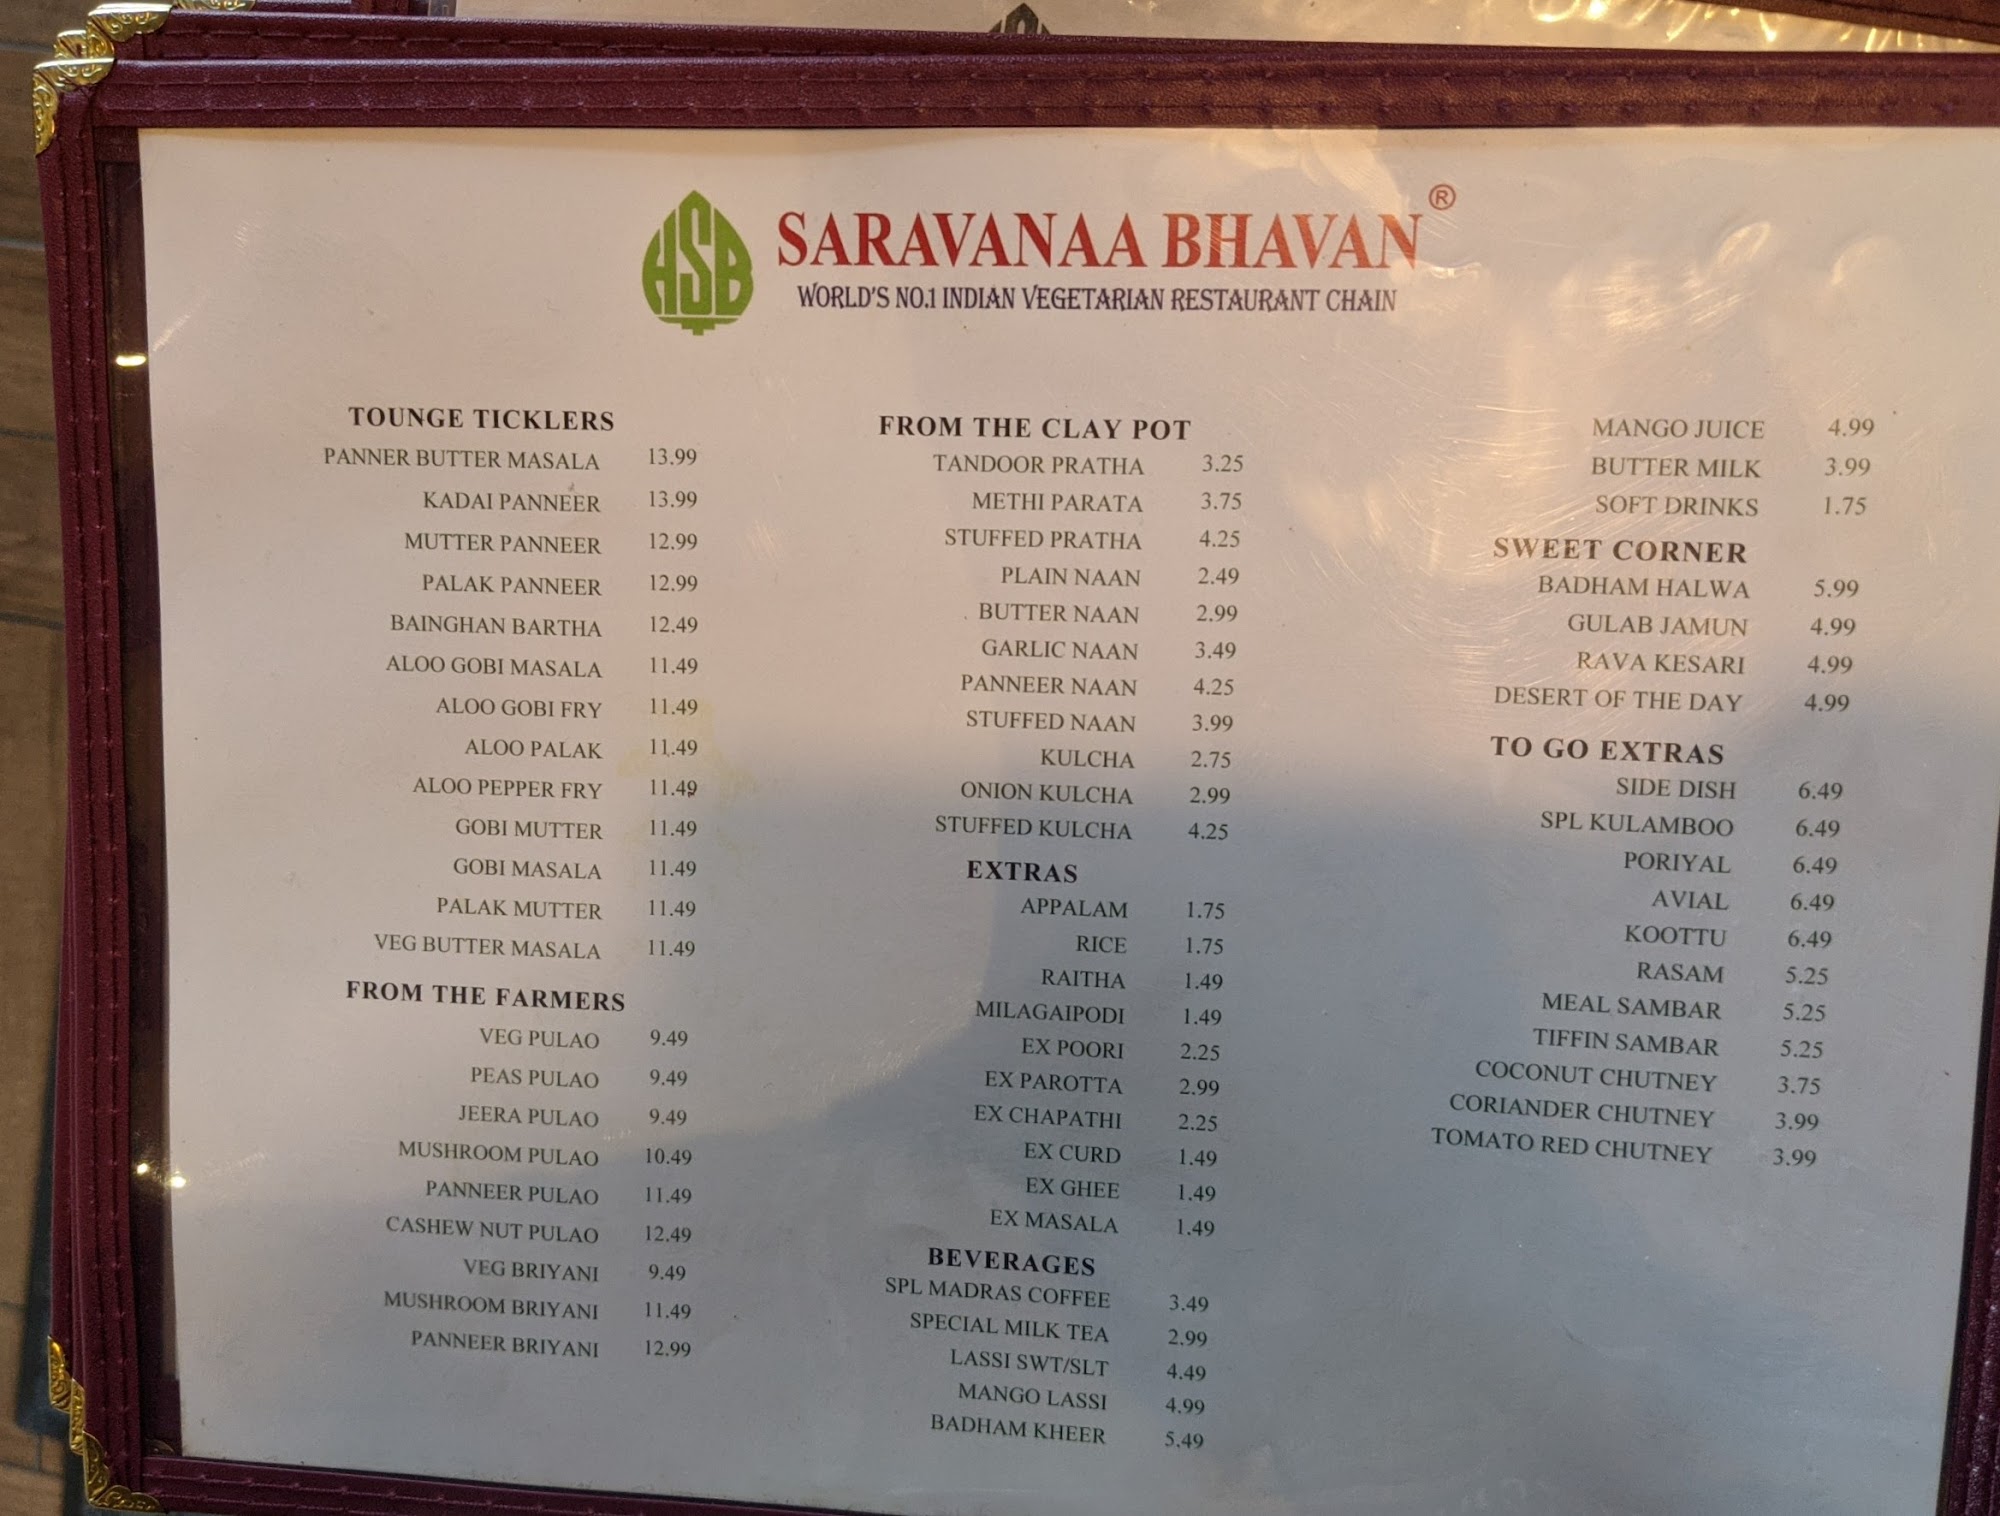 HSB SARAVANAA BHAVAN ®
WORLD'S NO.1 INDIAN VEGETARIAN RESTAURANT CHAIN
TOUNGE TICKLERS
PANNER BUTTER MASALA 13.99
KADAI PANNEER 13.99
MUTTER PANNEER 12.99
PALAK PANNEER 12.99
BAINGHAN BARTHA 12.49
ALOO GOBI MASALA 11.49
ALOO GOBI FRY 11.49
ALOO PALAK 11.49
ALOO PEPPER FRY 11.49
GOBI MUTTER 11.49
GOBI MASALA 11.49
PALAK MUTTER 11.49
VEG BUTTER MASALA 11.49
FROM THE FARMERS
VEG PULAO 9.49
PEAS PULAO 9.49
JEERA PULAO 9.49
MUSHROOM PULAO 10.49
PANNEER PULAO 11.49
CASHEW NUT PULAO 12.49
VEG BRIYANI 9.49
MUSHROOM BRIYANI 11.49
PANNEER BRIYANI 12.99
FROM THE CLAY POT
TANDOOR PRATHA 3.25
METHI PARATA 3.75
STUFFED PRATHA 4.25
PLAIN NAAN 2.49
BUTTER NAAN 2.99
GARLIC NAAN 3.49
PANNEER NAAN 4.25
STUFFED NAAN 3.99
KULCHA 2.75
ONION KULCHA 2.99
STUFFED KULCHA 4.25
EXTRAS
APPALAM 1.75
RICE 1.75
RAITHA 1.49
MILAGAIPODI 1.49
EX POORI 2.25
EX PAROTTA 2.99
EX CHAPATHI 2.25
EX CURD 1.49
EX GHEE 1.49
EX MASALA 1.49
BEVERAGES
SPL MADRAS COFFEE 3.49
SPECIAL MILK TEA 2.99
LASSI SWT/SLT 4.49
MANGO LASSI 4.99
BADHAM KHEER 5.49
MANGO JUICE 4.99
BUTTER MILK 3.99
SOFT DRINKS 1.75
SWEET CORNER
BADHAM HALWA 5.99
GULAB JAMUN 4.99
RAVA KESARI 4.99
DESERT OF THE DAY 4.99
TO GO EXTRAS
SIDE DISH 6.49
SPL KULAMBOO 6.49
PORIYAL 6.49
AVIAL 6.49
KOOTTU 6.49
RASAM 5.25
MEAL SAMBAR 5.25
TIFFIN SAMBAR 5.25
COCONUT CHUTNEY 3.75
CORIANDER CHUTNEY 3.99
TOMATO RED CHUTNEY 3.99